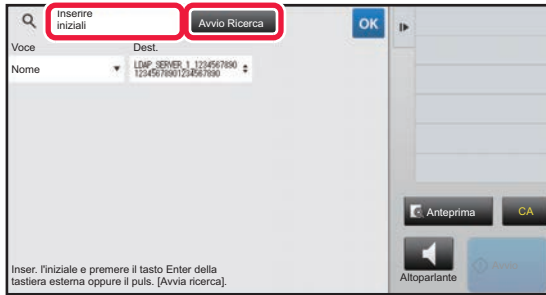 Insenre
iniziali
Avvio Ricerca
OK
Voce
Dest.
Nome
LDAP_SERVER_1_1234567890
12345678901234567890
Anteprima
CA
Inser. l'iniziale e premere il tasto Enter della
tastiera esterna oppure il puls. [Avvia ricerca].
Altoparlante